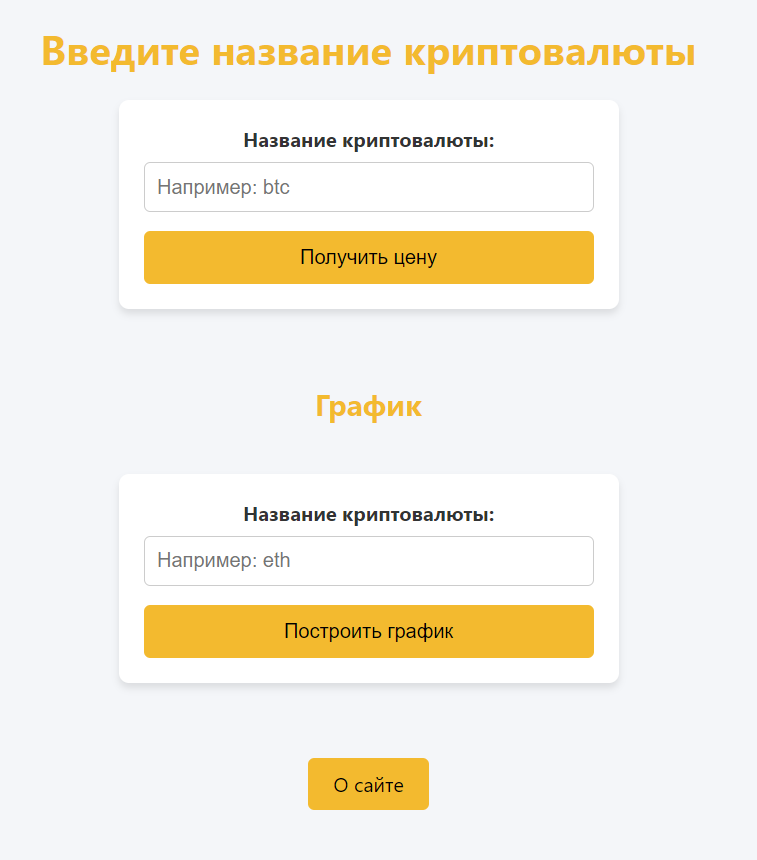 Введите название криптовалюты
Название криптовалюты:
Например: btc
Получить цену
График
Название криптовалюты:
Например: eth
Построить график
О сайте